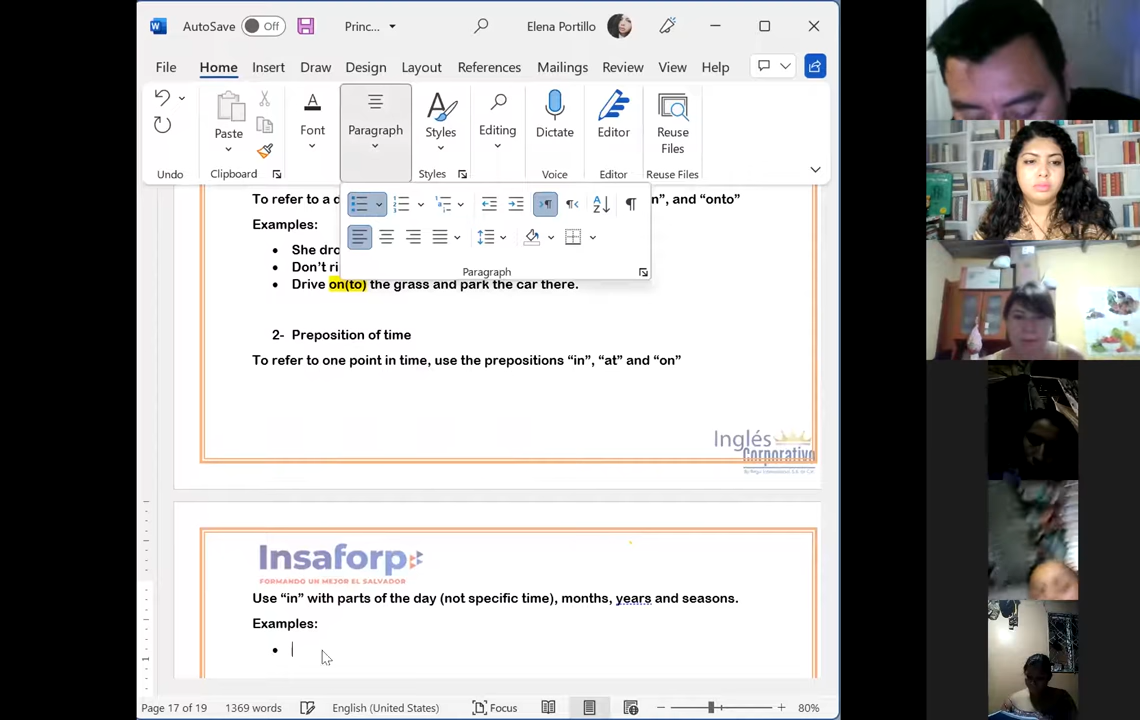 AutoSave Off Princ... Elena Portillo
File Home Insert Draw Design Layout References Mailings Review View Help
Paste Font Paragraph Styles Editing Dictate Editor Reuse Files
Undo Clipboard Styles Voice Editor Reuse Files
To refer to a d n”, and “onto”
Examples:
• She dro
• Don’t ri
Paragraph
• Drive on(to) the grass and park the car there.
2- Preposition of time
To refer to one point in time, use the prepositions “in”, “at” and “on”
Inglés
Corporativo
Insaforp
FORMANDO UN MEJOR EL SALVADOR
Use “in” with parts of the day (not specific time), months, years and seasons.
Examples:
•
Page 17 of 19 1369 words English (United States) Focus 80%